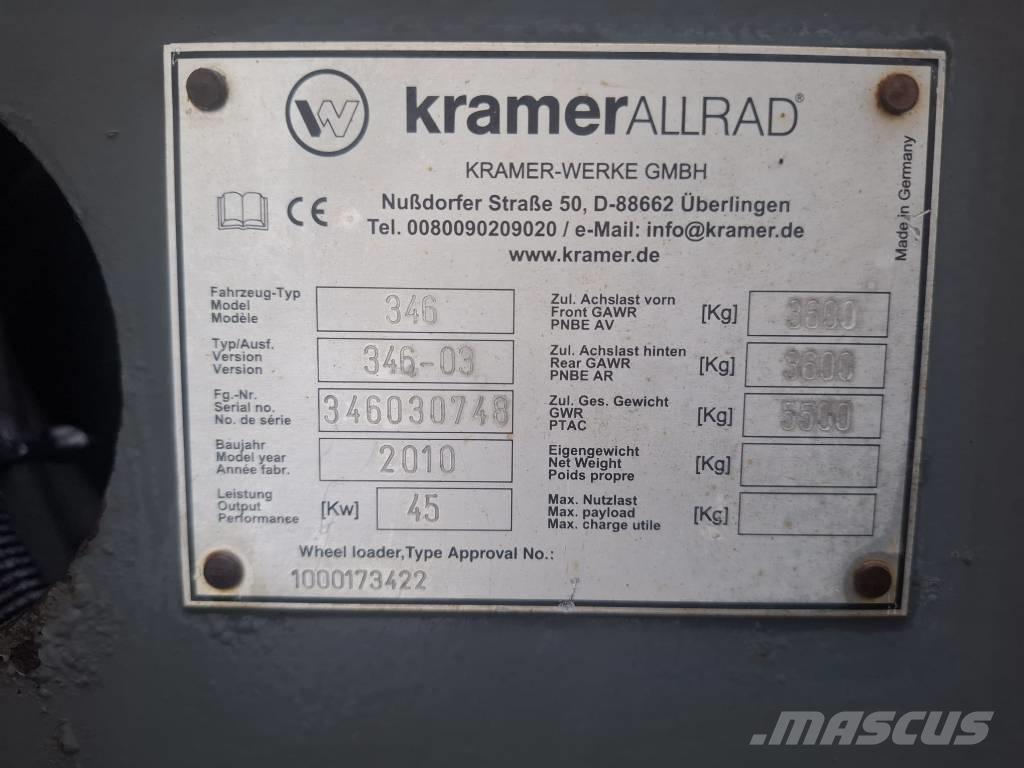 W kramerALLRAD®
KRAMER-WERKE GMBH
Nußdorfer Straße 50, D-88662 Überlingen
Tel. 0080090209020 / e-Mail: info@kramer.de
www.kramer.de
CE
Made in Germany
Fahrzeug-Typ
Model
Modèle
346
Typ/Ausf.
Version
Version
346-03
Fg.-Nr.
Serial no.
No. de série
346030748
Baujahr
Model year
Année fabr.
2010
Leistung
Output
Performance
[Kw] 45
Zul. Achslast vorn
Front GAWR
PNBE AV
[Kg] 3600
Zul. Achslast hinten
Rear GAWR
PNBE AR
[Kg] 3600
Zul. Ges. Gewicht
GWR
PTAC
[Kg] 5500
Eigengewicht
Net Weight
Poids propre
[Kg]
Max. Nutzlast
Max. payload
Max. charge utile
[Kg]
Wheel loader,Type Approval No.:
1000173422
MASCUS